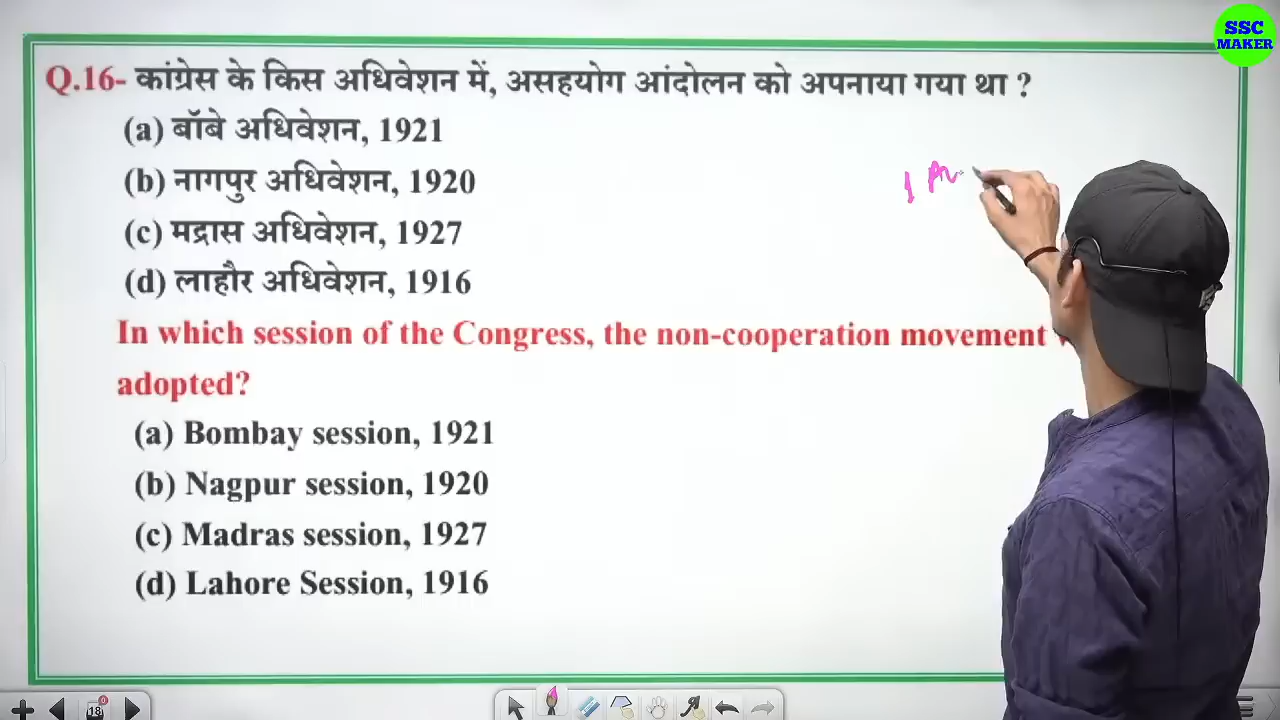 SSC
MAKER
Q.16- कांग्रेस के किस अधिवेशन में, असहयोग आंदोलन को अपनाया गया था ?
(a) बॉबे अधिवेशन, 1921
(b) नागपुर अधिवेशन, 1920
(c) मद्रास अधिवेशन, 1927
(d) लाहौर अधिवेशन, 1916
In which session of the Congress, the non-cooperation movement
adopted?
(a) Bombay session, 1921
(b) Nagpur session, 1920
(c) Madras session, 1927
(d) Lahore Session, 1916
18